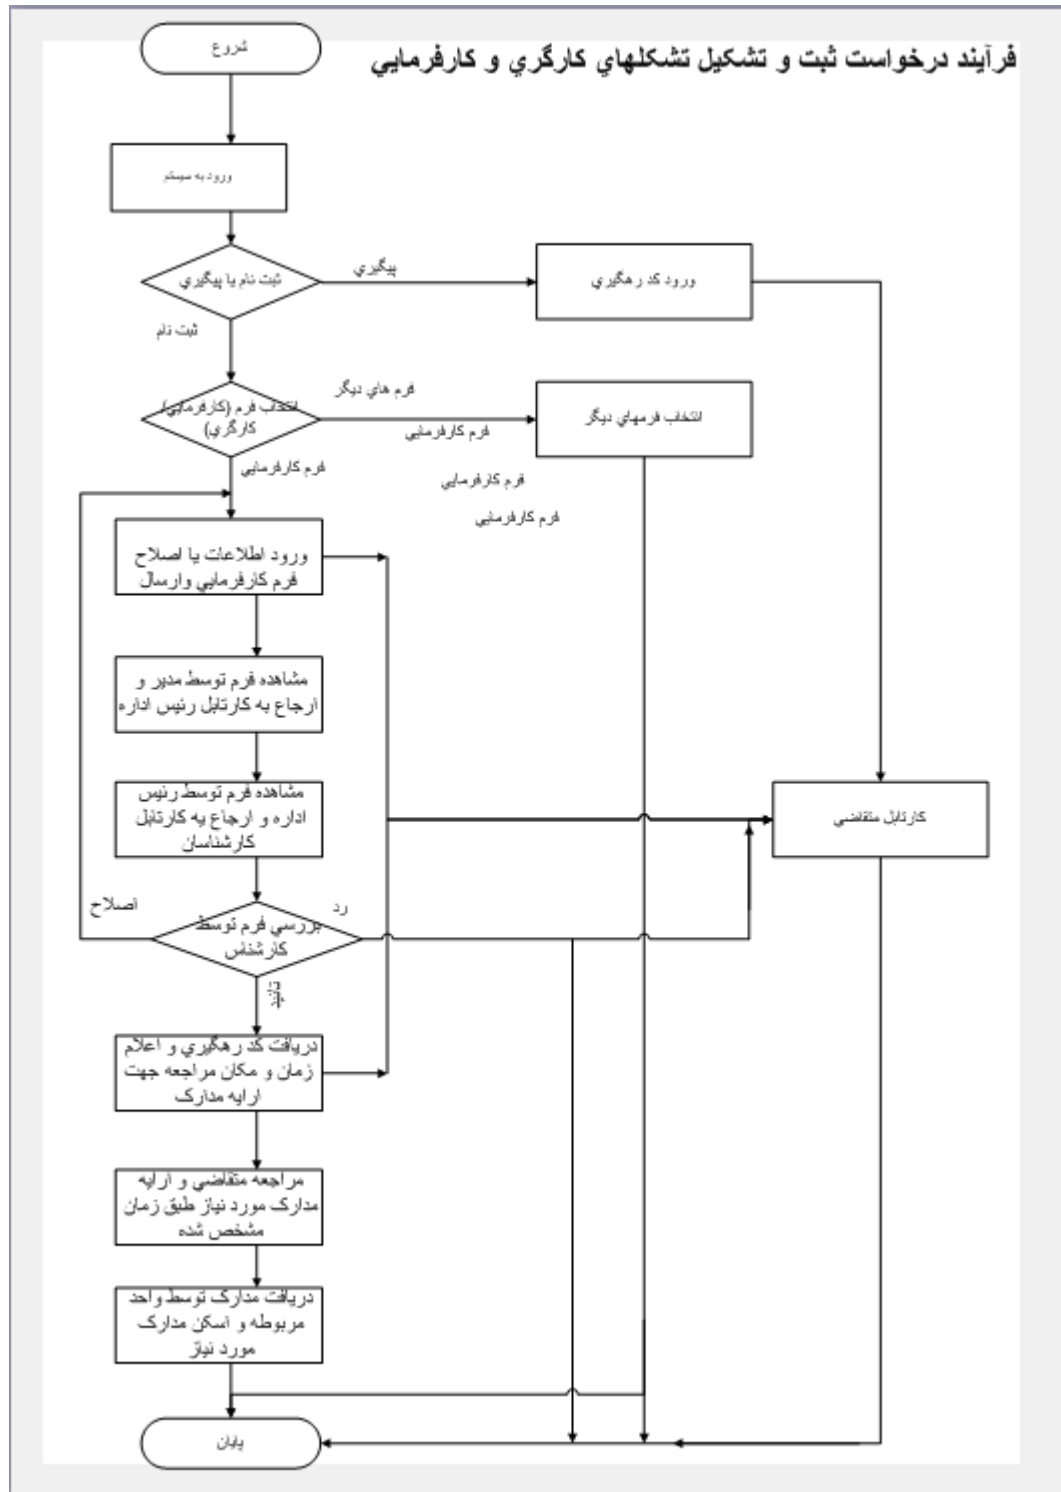 شروع
فرآيند درخواست ثبت و تشکيل تشکلهاي کارگري و کارفرمايي
ورود به سيستم
ثبت نام يا پيگيري
پيگيري
ورود کد رهگيري
ثبت نام
فرم هاي ديگر
انتخاب فرم (کارفرمايي/
کارگري)
انتخاب فرمهاي ديگر
فرم کارفرمايي
فرم کارفرمايي
فرم کارفرمايي
فرم کارفرمايي
ورود اطلاعات يا اصلاح
فرم کارفرمايي وارسال
مشاهده فرم توسط مدير و
ارجاع به کارتابل رئيس اداره
مشاهده فرم توسط رئيس
اداره و ارجاع به کارتابل
کارشناسان
کارتابل متقاضي
اصلاح
رد
بررسي فرم توسط
کارشناس
تائيد
دريافت کد رهگيري و اعلام
زمان و مکان مراجعه جهت
ارايه مدارک
مراجعه متقاضي و ارايه
مدارک مورد نياز طبق زمان
مشخص شده
دريافت مدارک توسط واحد
مربوطه و اسکن مدارک
مورد نياز
پايان